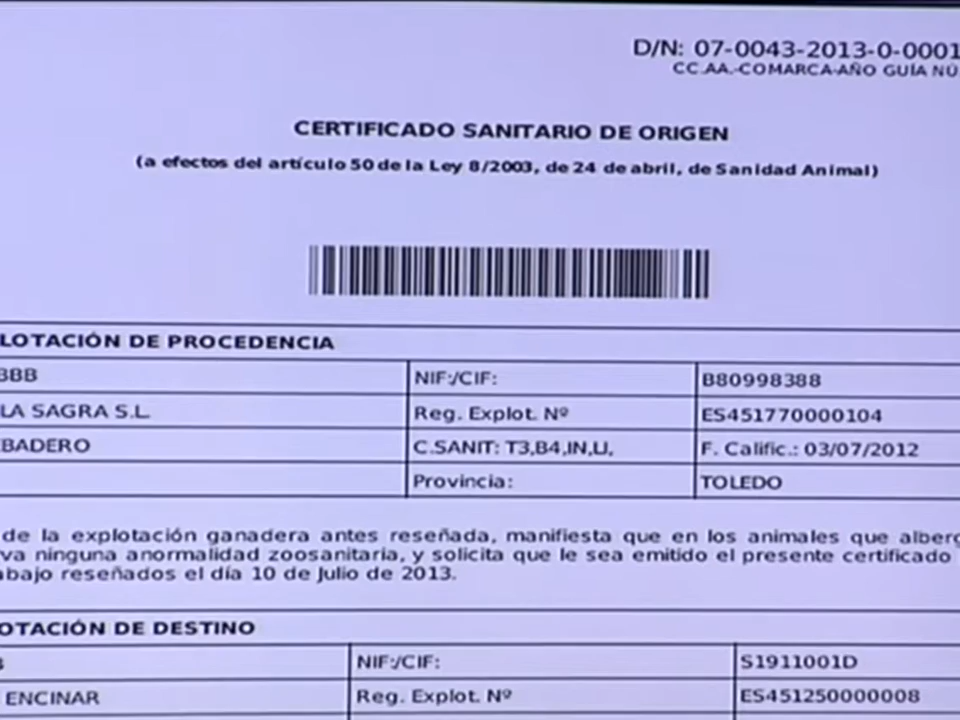 D/N: 07-0043-2013-0-0001
CC.AA.-COMARCA-AÑO GUÍA NÚ
CERTIFICADO SANITARIO DE ORIGEN
(a efectos del artículo 50 de la Ley 8/2003, de 24 de abril, de Sanidad Animal)
LOTACIÓN DE PROCEDENCIA
BBB NIF:/CIF: B80998388
LA SAGRA S.L. Reg. Explot. Nº ES451770000104
BADERO C.SANIT: T3,B4,IN,LI, F. Calific.: 03/07/2012
Provincia: TOLEDO
de la explotación ganadera antes reseñada, manifiesta que en los animales que alberg
va ninguna anormalidad zoosanitaria, y solicita que le sea emitido el presente certificado
abajo reseñados el día 10 de Julio de 2013.
OTACIÓN DE DESTINO
NIF:/CIF: S1911001D
ENCINAR Reg. Explot. Nº ES451250000008